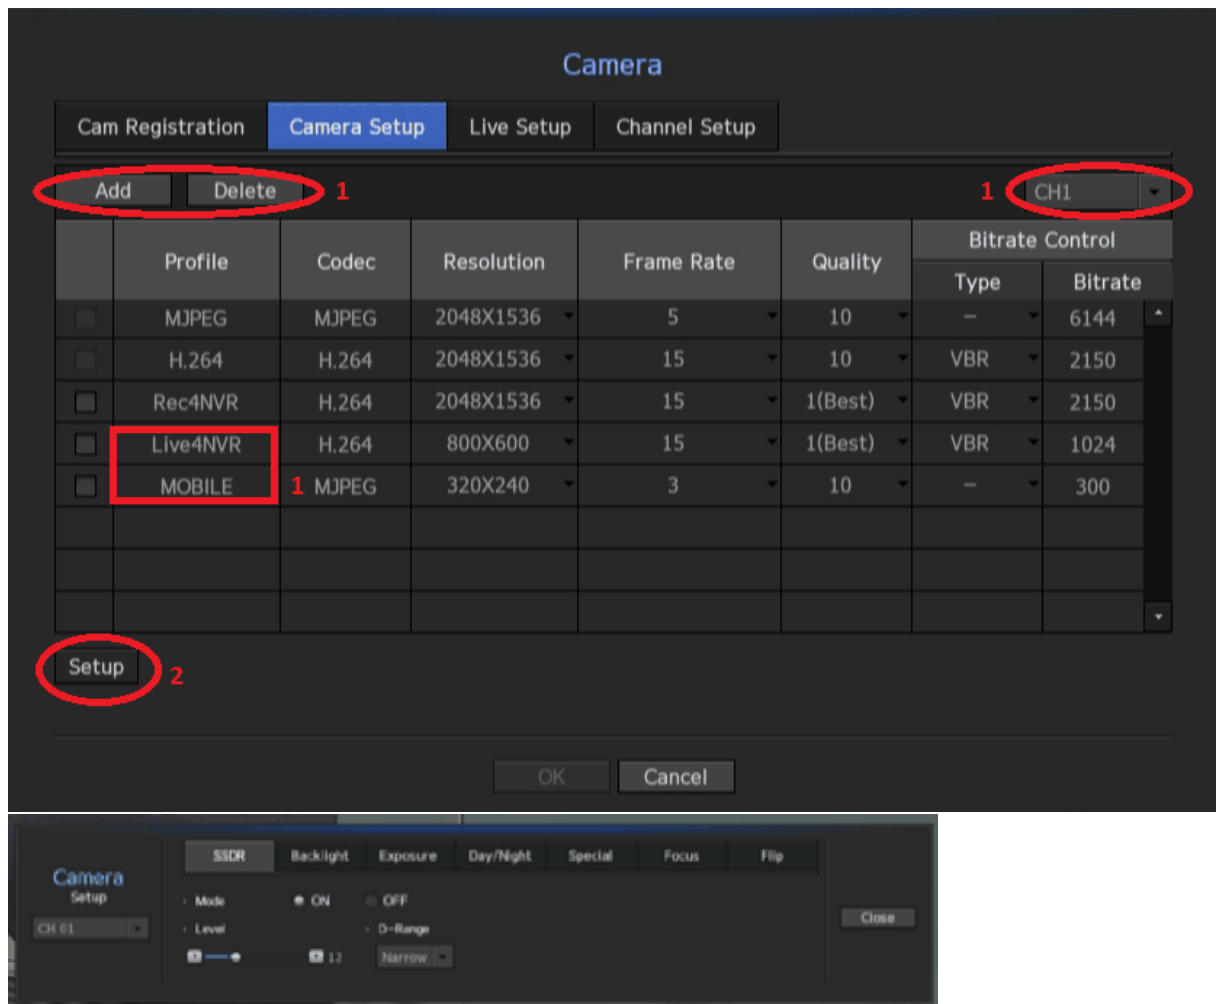 Camera
Cam Registration Camera Setup Live Setup Channel Setup
Add Delete 1 1 CH1
Profile Codec Resolution Frame Rate Quality Bitrate Control
Type Bitrate
MJPEG MJPEG 2048X1536 5 10 - 6144
H.264 H.264 2048X1536 15 10 VBR 2150
Rec4NVR H.264 2048X1536 15 1(Best) VBR 2150
Live4NVR H.264 800X600 15 1(Best) VBR 1024
MOBILE 1 MJPEG 320X240 3 10 - 300
Setup 2
OK Cancel
SSDR Backlight Exposure Day/Night Special Focus Flip
Camera
Setup
CH 01
Mode ON OFF
Level D-Range
12 Narrow
Close